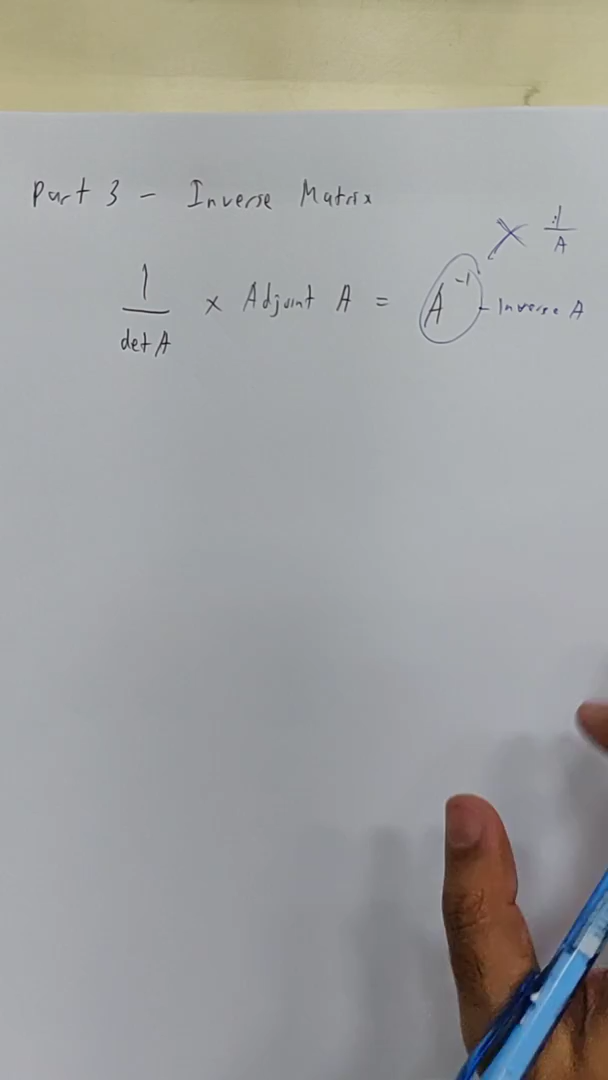 Part 3 - Inverse Matrix
× 1/A
1/det A × Adjoint A = A⁻¹ - Inverse A